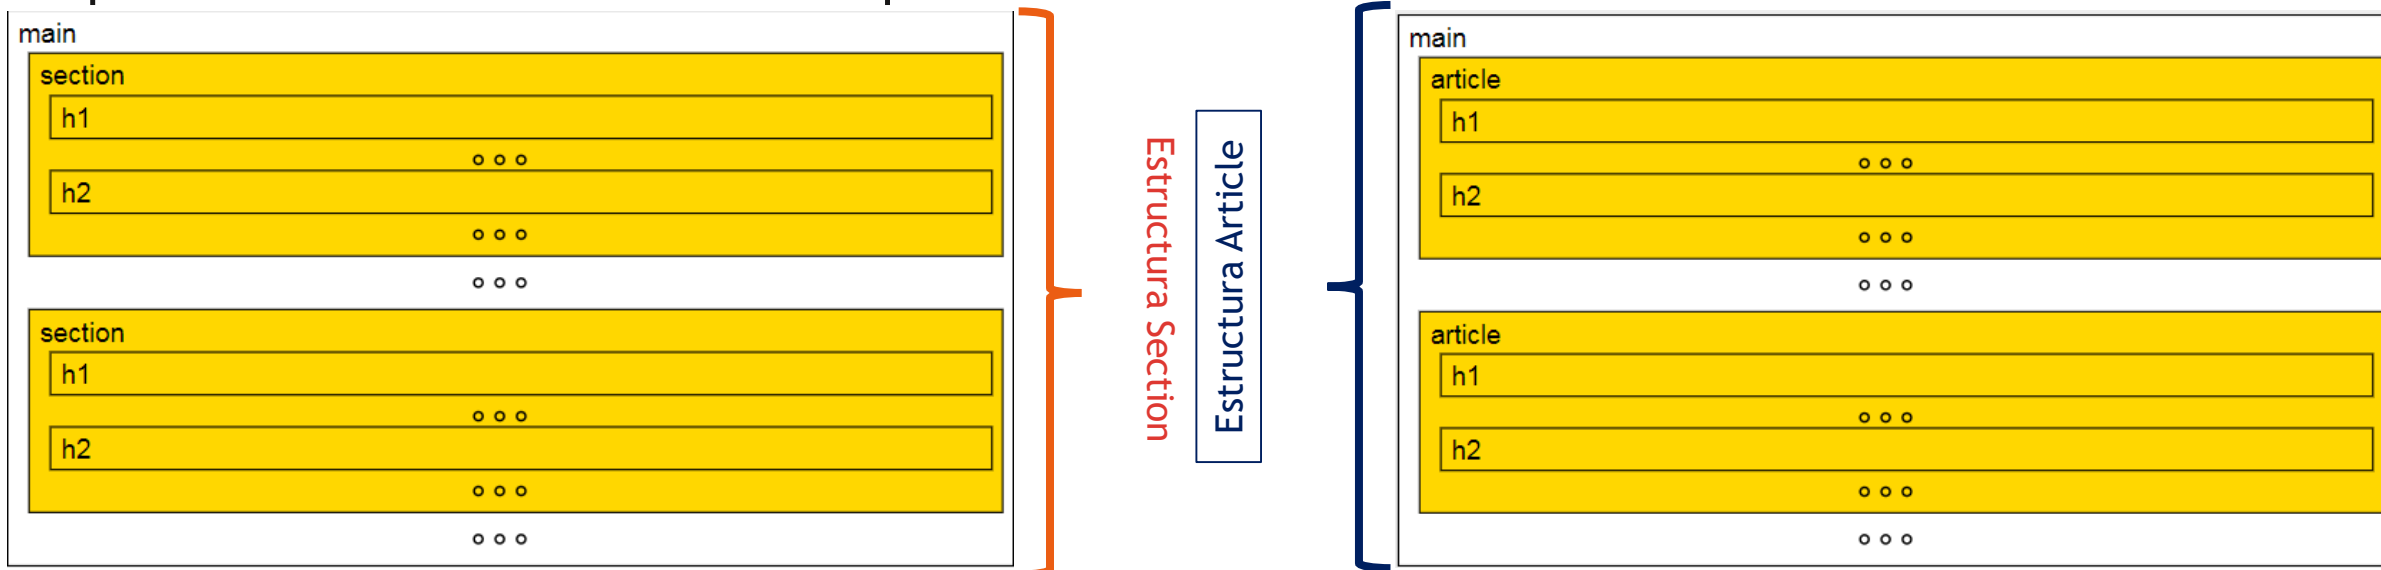 main
section
h1
h2
section
h1
h2
Estructura Section
Estructura Article
main
article
h1
h2
article
h1
h2